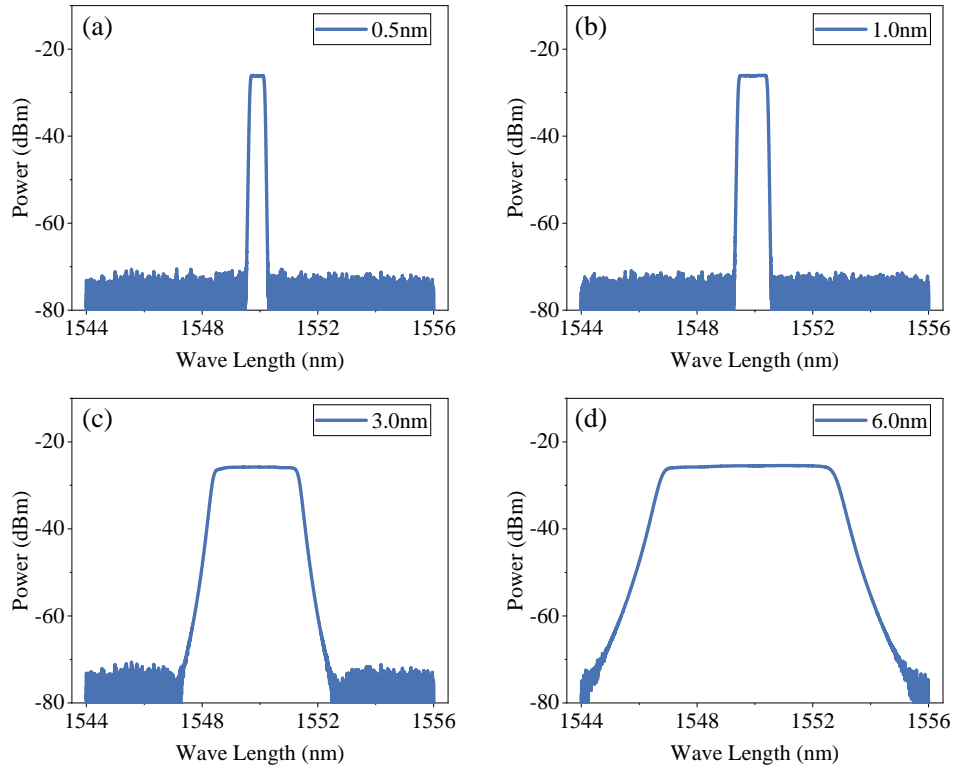 (a)
0.5nm
-20
-40
-60
-80
Power (dBm)
1544
1548
1552
1556
Wave Length (nm)
(b)
1.0nm
-20
-40
-60
-80
Power (dBm)
1544
1548
1552
1556
Wave Length (nm)
(c)
3.0nm
-20
-40
-60
-80
Power (dBm)
1544
1548
1552
1556
Wave Length (nm)
(d)
6.0nm
-20
-40
-60
-80
Power (dBm)
1544
1548
1552
1556
Wave Length (nm)